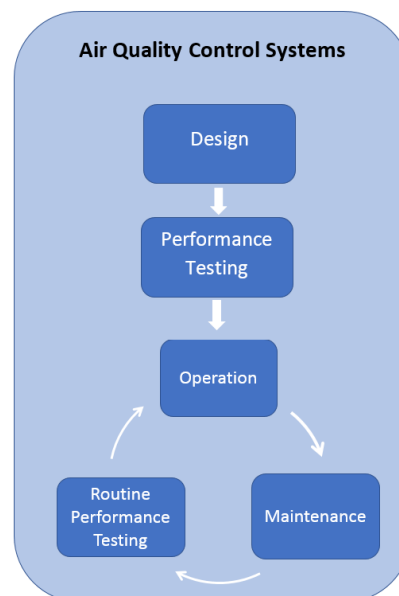 Air Quality Control Systems
Design
Performance
Testing
Operation
Maintenance
Routine
Performance
Testing